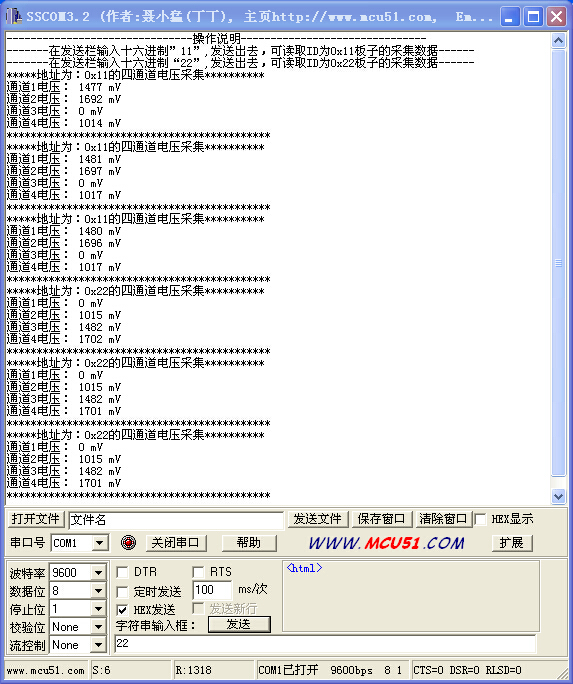 SSCOM3.2 (作者:聂小猛(丁丁), 主页http://www.mcu51.com,  Em...
-------------------------------操作说明-------------------------------
-------在发送栏输入十六进制”11”,发送出去，可读取ID为0x11板子的采集数据------
-------在发送栏输入十六进制“22”,发送出去，可读取ID为0x22板子的采集数据------
*****地址为：0x11的四通道电压采集**********
通道1电压： 1477 mV
通道2电压： 1692 mV
通道3电压： 0 mV
通道4电压： 1014 mV
********************************************
*****地址为：0x11的四通道电压采集**********
通道1电压： 1481 mV
通道2电压： 1697 mV
通道3电压： 0 mV
通道4电压： 1017 mV
********************************************
*****地址为：0x11的四通道电压采集**********
通道1电压： 1480 mV
通道2电压： 1696 mV
通道3电压： 0 mV
通道4电压： 1017 mV
********************************************
*****地址为：0x22的四通道电压采集**********
通道1电压： 0 mV
通道2电压： 1015 mV
通道3电压： 1482 mV
通道4电压： 1702 mV
********************************************
*****地址为：0x22的四通道电压采集**********
通道1电压： 0 mV
通道2电压： 1015 mV
通道3电压： 1482 mV
通道4电压： 1701 mV
********************************************
*****地址为：0x22的四通道电压采集**********
通道1电压： 0 mV
通道2电压： 1015 mV
通道3电压： 1482 mV
通道4电压： 1701 mV
********************************************
打开文件 文件名 发送文件 保存窗口 清除窗口 HEX显示
串口号 COM1 关闭串口 帮助 WWW.MCU51.COM 扩展
波特率 9600 DTR RTS <html>
数据位 8 定时发送 100 ms/次
停止位 1 HEX发送 发送新行
校验位 None 字符串输入框： 发送
流控制 None 22
www.mcu51.com S:6 R:1318 COM1已打开 9600bps 8 1 CTS=0 DSR=0 RLSD=0